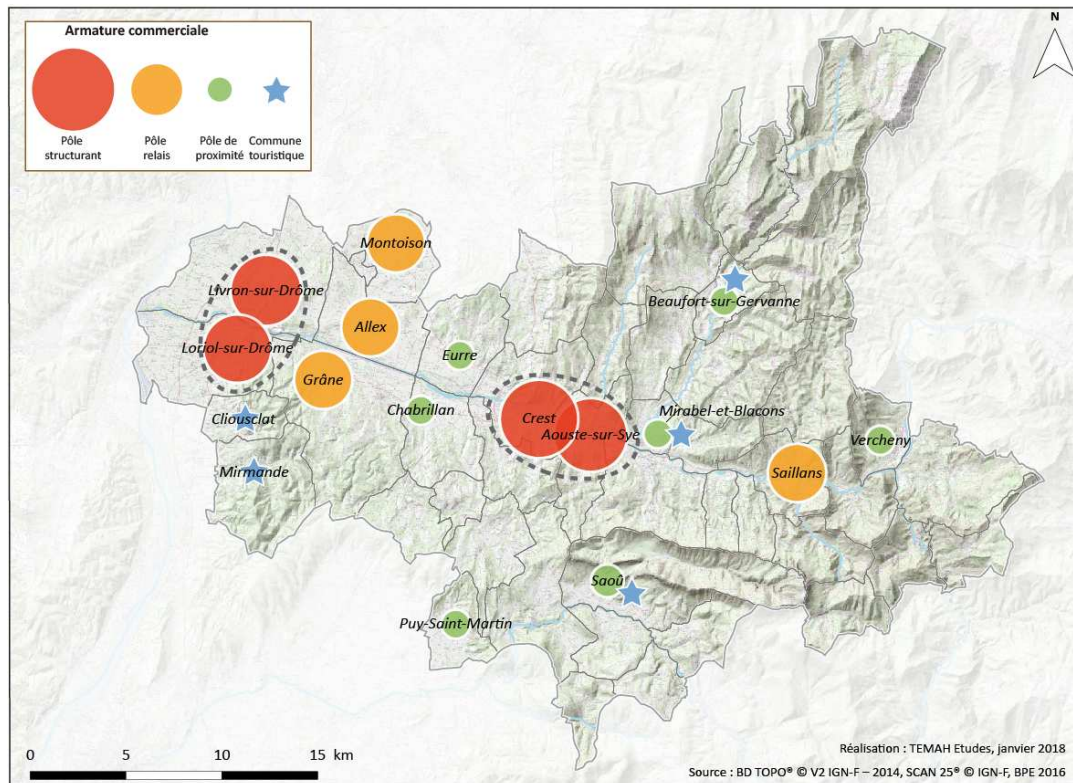 Armature commerciale
Pôle
structurant
Pôle
relais
Pôle de
proximité
Commune
touristique
N
Montoison
Livron-sur-Drôme
Beaufort-sur-Gervanne
Allex
Loriol-sur-Drôme
Eurre
Grâne
Chabrillan
Mirabel-et-Blacons
Cliousclat
Crest
Aouste-sur-Sye
Vercheny
Mirmande
Saillans
Saoû
Puy-Saint-Martin
0 5 10 15 km
Réalisation : TEMAH Etudes, janvier 2018
Source : BD TOPO® © V2 IGN-F – 2014, SCAN 25® © IGN-F, BPE 2016